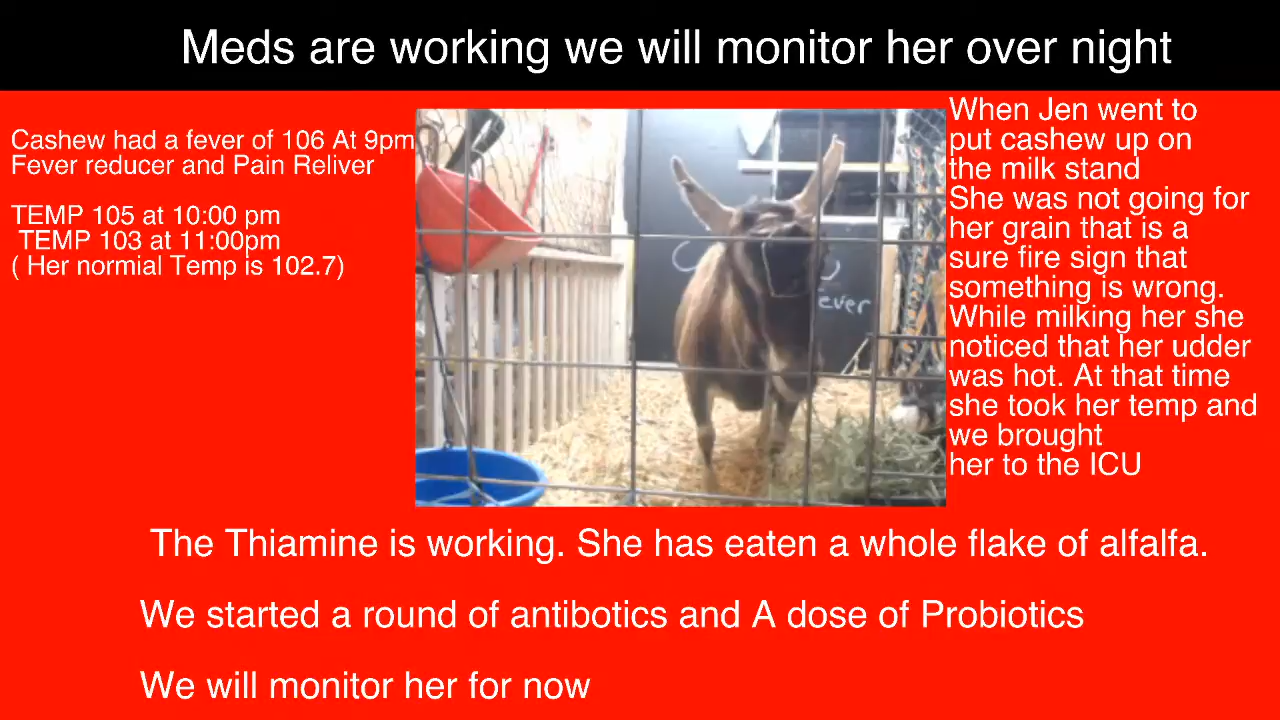 Meds are working we will monitor her over night
Cashew had a fever of 106 At 9pm
Fever reducer and Pain Reliver
TEMP 105 at 10:00 pm
TEMP 103 at 11:00pm
( Her normial Temp is 102.7)
ever
When Jen went to
put cashew up on
the milk stand
She was not going for
her grain that is a
sure fire sign that
something is wrong.
While milking her she
noticed that her udder
was hot. At that time
she took her temp and
we brought
her to the ICU
The Thiamine is working. She has eaten a whole flake of alfalfa.
We started a round of antibotics and A dose of Probiotics
We will monitor her for now